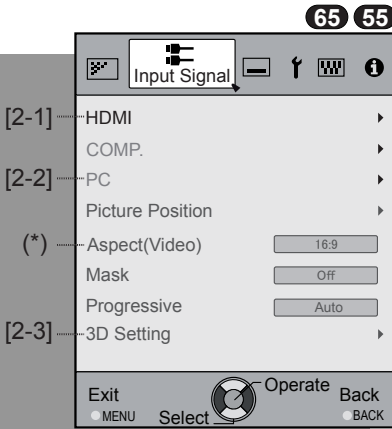 65 55
Input Signal
[2-1] HDMI
COMP.
[2-2] PC
Picture Position
(*) Aspect(Video) 16:9
Mask Off
Progressive Auto
[2-3] 3D Setting
Exit Operate Back
MENU Select BACK